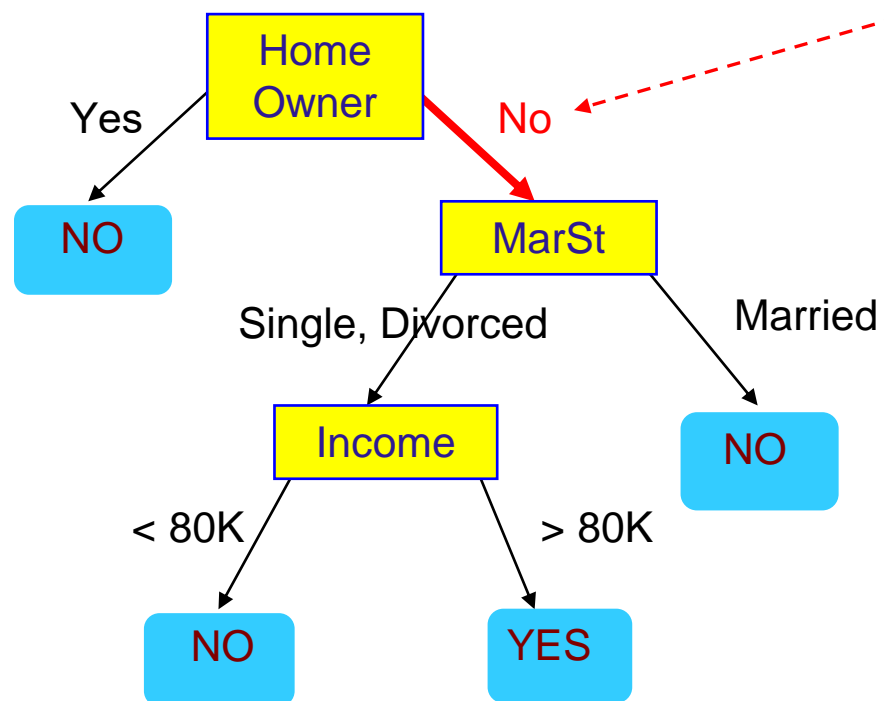 Home
Owner
Yes
No
NO
MarSt
Single, Divorced
Married
Income
NO
< 80K
> 80K
NO
YES